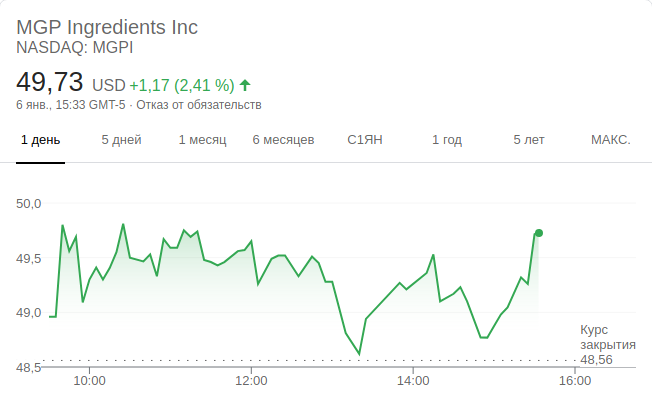 MGP Ingredients Inc
NASDAQ: MGPI
49,73 USD +1,17 (2,41 %)
6 янв., 15:33 GMT-5 · Отказ от обязательств
1 день 5 дней 1 месяц 6 месяцев С1ЯН 1 год 5 лет МАКС.
50,0
49,5
49,0
Курс
закрытия
48,56
48,5
10:00 12:00 14:00 16:00